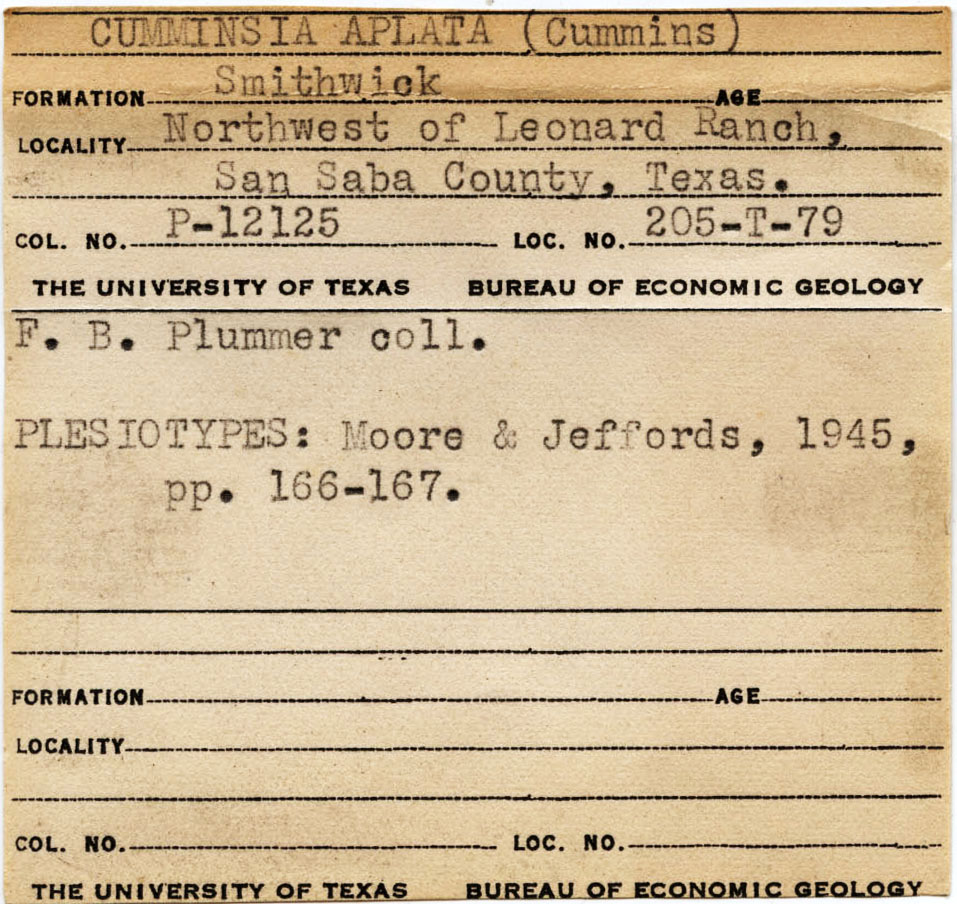 CUMMINSIA APLATA (Cummins)
FORMATION Smithwick AGE
LOCALITY Northwest of Leonard Ranch,
San Saba County, Texas.
COL. NO. P-12125 LOC. NO. 205-T-79
THE UNIVERSITY OF TEXAS BUREAU OF ECONOMIC GEOLOGY
F. B. Plummer coll.
PLESIOTYPES: Moore & Jeffords, 1945,
pp. 166-167.
FORMATION AGE
LOCALITY
COL. NO. LOC. NO.
THE UNIVERSITY OF TEXAS BUREAU OF ECONOMIC GEOLOGY